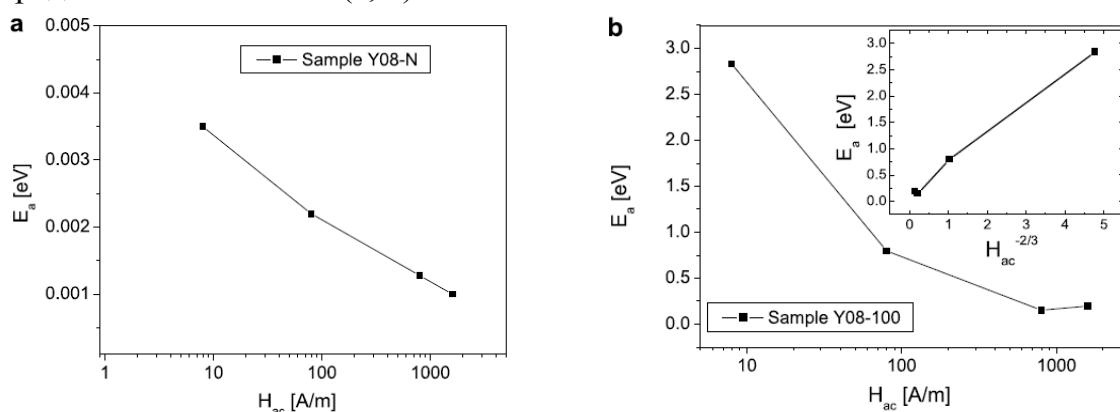 a
0.005
0.004
0.003
0.002
0.001
E_a [eV]
Sample Y08-N
1 10 100 1000
H_ac [A/m]
b
3.0
2.5
2.0
1.5
1.0
0.5
0.0
E_a [eV]
Sample Y08-100
10 100 1000
H_ac [A/m]
3.0
2.5
2.0
1.5
1.0
0.5
0.0
E_a [eV]
0 1 2 3 4 5
H_ac^-2/3